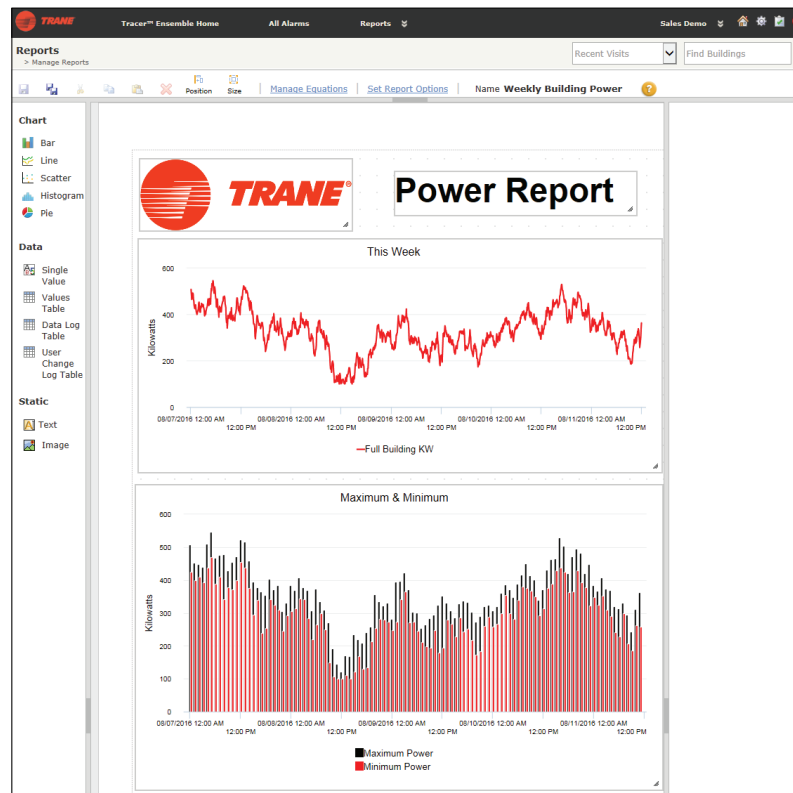 TRANE
Tracer™ Ensemble Home
All Alarms
Reports
Sales Demo
Reports
> Manage Reports
Recent Visits
Find Buildings
Position
Size
Manage Equations
Set Report Options
Name Weekly Building Power
?
Chart
Bar
Line
Scatter
Histogram
Pie
Data
Single
Value
Values
Table
Data Log
Table
User
Change
Log Table
Static
Text
Image
TRANE®
Power Report
This Week
Kilowatts
600
400
200
0
08/07/2016 12:00 AM
12:00 PM
08/08/2016 12:00 AM
12:00 PM
08/09/2016 12:00 AM
12:00 PM
08/10/2016 12:00 AM
12:00 PM
08/11/2016 12:00 AM
12:00 PM
Full Building KW
Maximum & Minimum
Kilowatts
600
500
400
300
200
100
0
08/07/2016 12:00 AM
12:00 PM
08/08/2016 12:00 AM
12:00 PM
08/09/2016 12:00 AM
12:00 PM
08/10/2016 12:00 AM
12:00 PM
08/11/2016 12:00 AM
12:00 PM
Maximum Power
Minimum Power